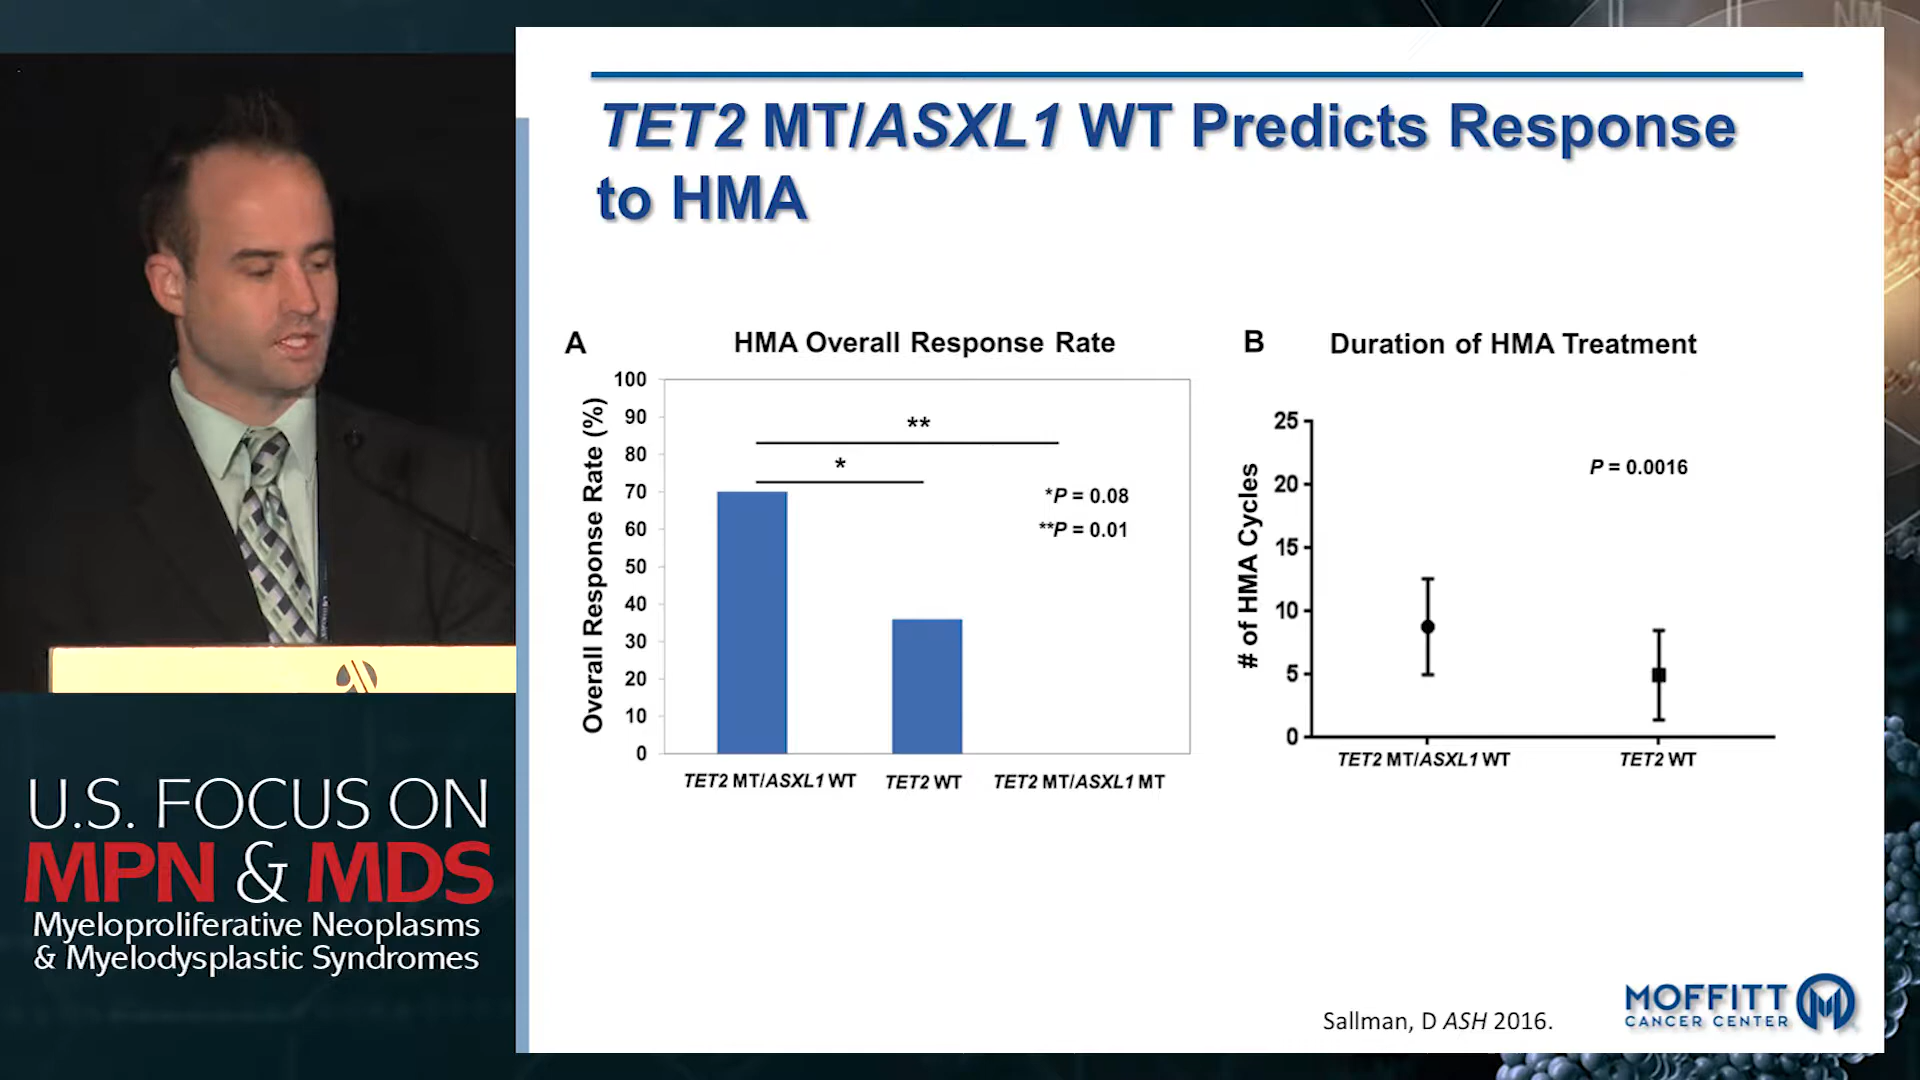 NM
TET2 MT/ASXL1 WT Predicts Response
to HMA
A
HMA Overall Response Rate
Overall Response Rate (%)
100
90
80
70
60
50
40
30
20
10
0
**
*
*P = 0.08
**P = 0.01
TET2 MT/ASXL1 WT
TET2 WT
TET2 MT/ASXL1 MT
B
Duration of HMA Treatment
# of HMA Cycles
25
20
15
10
5
0
P = 0.0016
TET2 MT/ASXL1 WT
TET2 WT
Sallman, D ASH 2016.
MOFFITT
CANCER CENTER
U.S. FOCUS ON
MPN & MDS
Myeloproliferative Neoplasms
& Myelodysplastic Syndromes